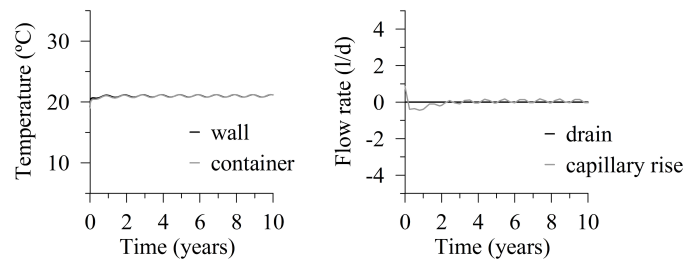 Temperature (ºC)
30
20
10
wall
container
0 2 4 6 8 10
Time (years)
Flow rate (l/d)
4
2
0
-2
-4
drain
capillary rise
0 2 4 6 8 10
Time (years)